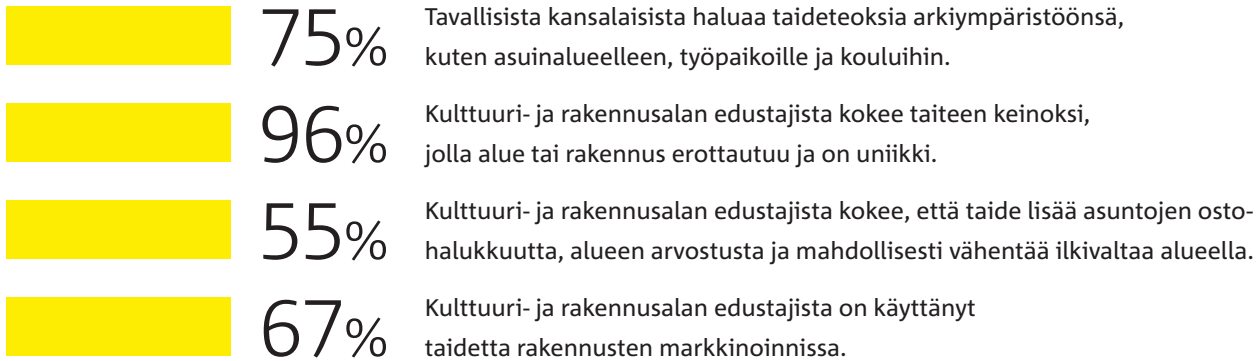 75% Tavallisista kansalaisista haluaa taideteoksia arkiympäristöönsä,
kuten asuinalueelleen, työpaikoille ja kouluihin.
96% Kulttuuri- ja rakennusalan edustajista kokee taiteen keinoksi,
jolla alue tai rakennus erottautuu ja on uniikki.
55% Kulttuuri- ja rakennusalan edustajista kokee, että taide lisää asuntojen osto-
halukkuutta, alueen arvostusta ja mahdollisesti vähentää ilkivaltaa alueella.
67% Kulttuuri- ja rakennusalan edustajista on käyttänyt
taidetta rakennusten markkinoinnissa.